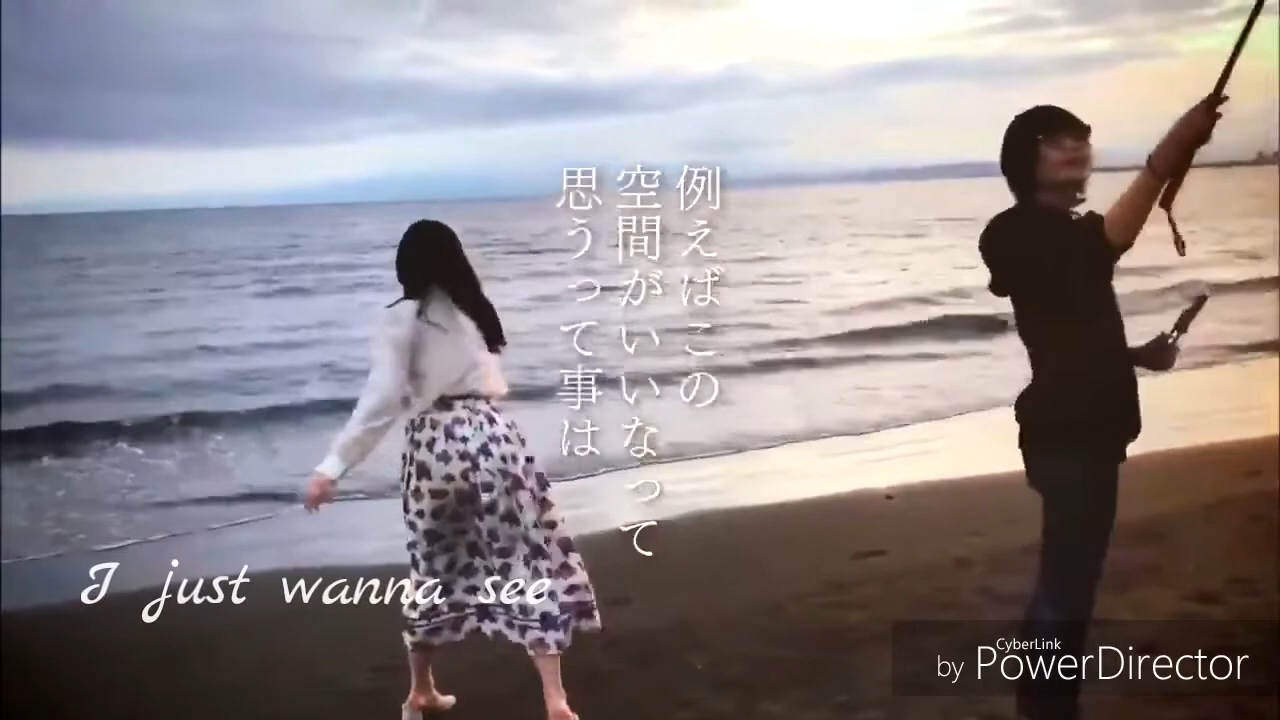 例えばこの
空間がいいなって
思うって事は
I just wanna see
CyberLink
by PowerDirector